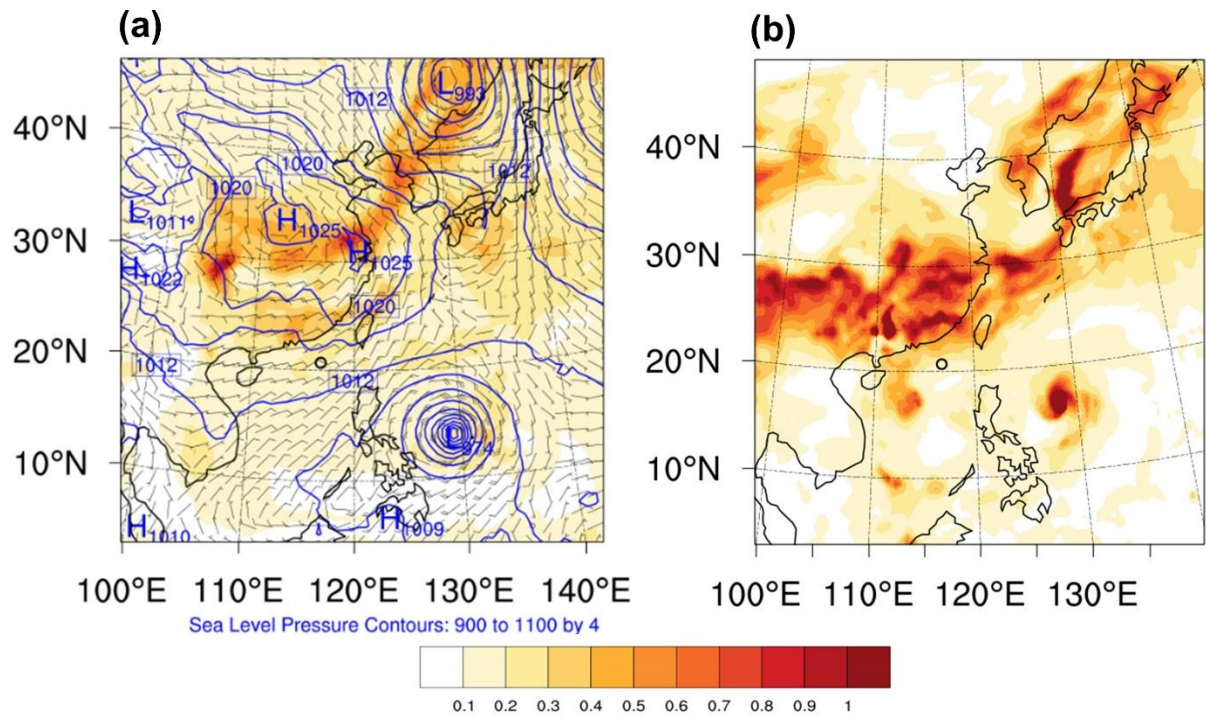 (a)
(b)
L993
1012
40°N
40°N
1020
1012
1020
L1011
H1025
30°N
30°N
H1025
H1022
1020
20°N
20°N
1012
1012
L974
10°N
10°N
H1010
H1009
100°E 110°E 120°E 130°E 140°E
100°E 110°E 120°E 130°E
Sea Level Pressure Contours: 900 to 1100 by 4
0.1 0.2 0.3 0.4 0.5 0.6 0.7 0.8 0.9 1